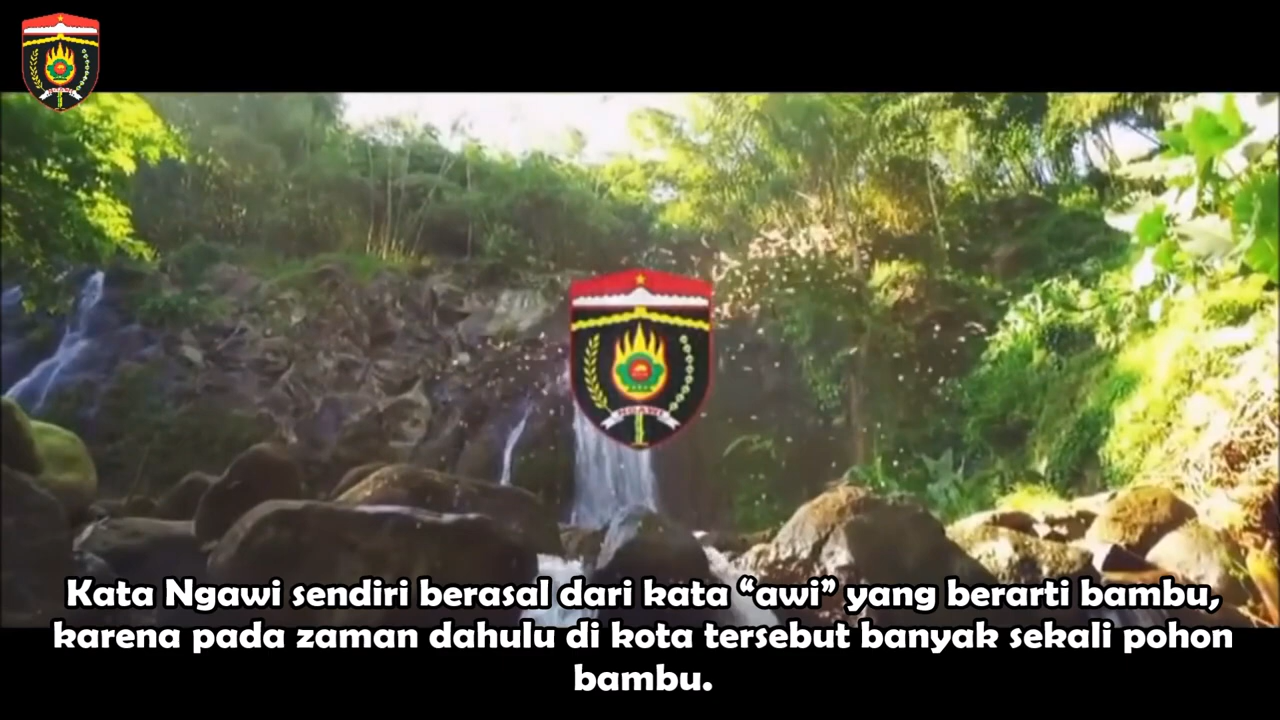 NGAWI
Kata Ngawi sendiri berasal dari kata “awi” yang berarti bambu,
karena pada zaman dahulu di kota tersebut banyak sekali pohon
bambu.